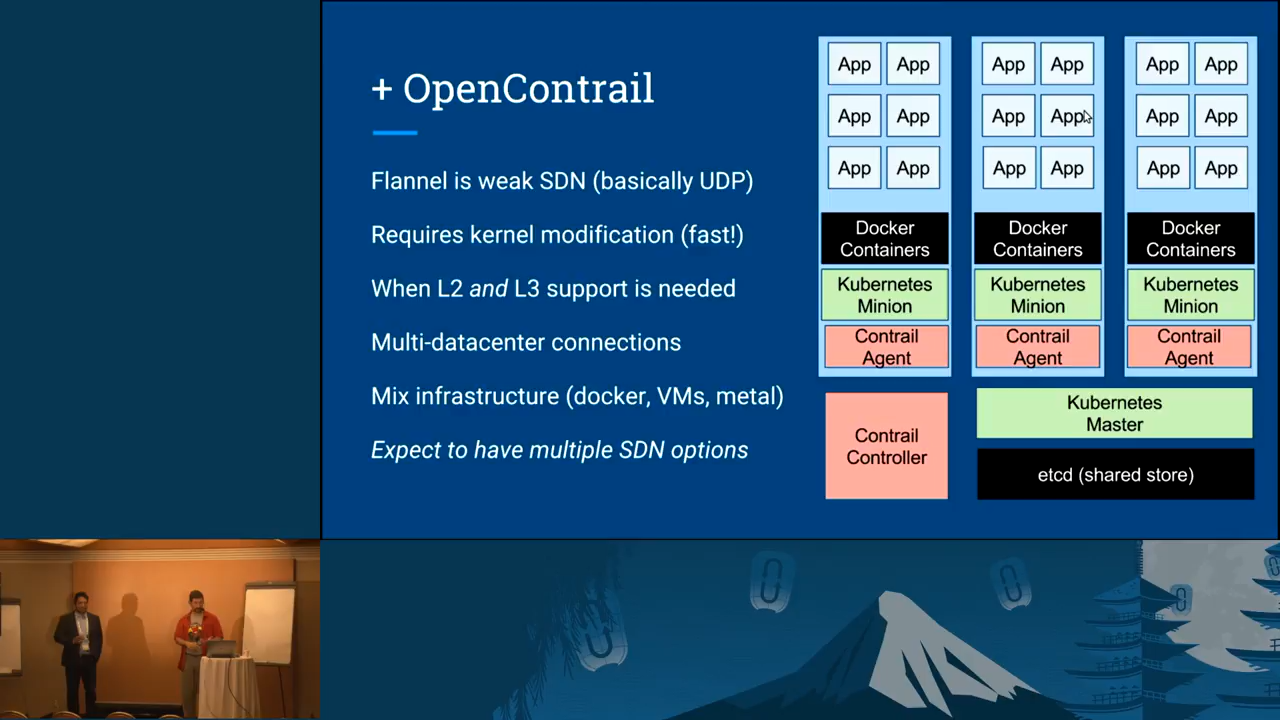 + OpenContrail
Flannel is weak SDN (basically UDP)
Requires kernel modification (fast!)
When L2 and L3 support is needed
Multi-datacenter connections
Mix infrastructure (docker, VMs, metal)
Expect to have multiple SDN options
App App
App App
App App
Docker
Containers
Kubernetes
Minion
Contrail
Agent
App App
App App
App App
Docker
Containers
Kubernetes
Minion
Contrail
Agent
App App
App App
App App
Docker
Containers
Kubernetes
Minion
Contrail
Agent
Contrail
Controller
Kubernetes
Master
etcd (shared store)